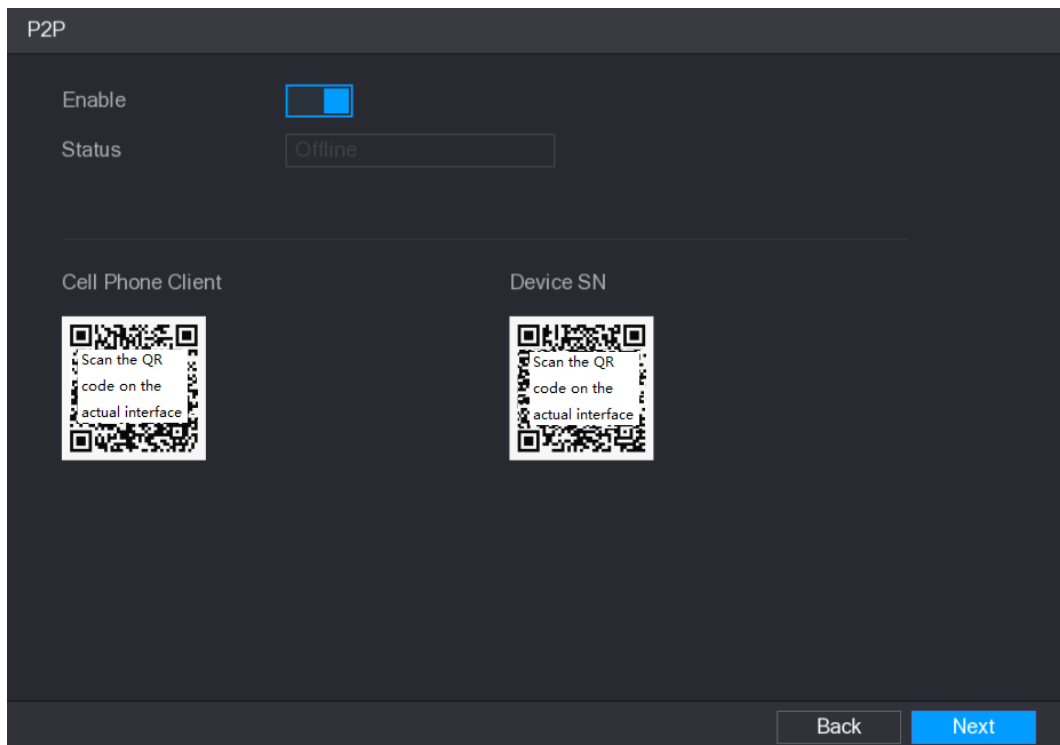 P2P
Enable
Status
Offline
Cell Phone Client
Device SN
Scan the QR
code on the
actual interface
Scan the QR
code on the
actual interface
Back
Next